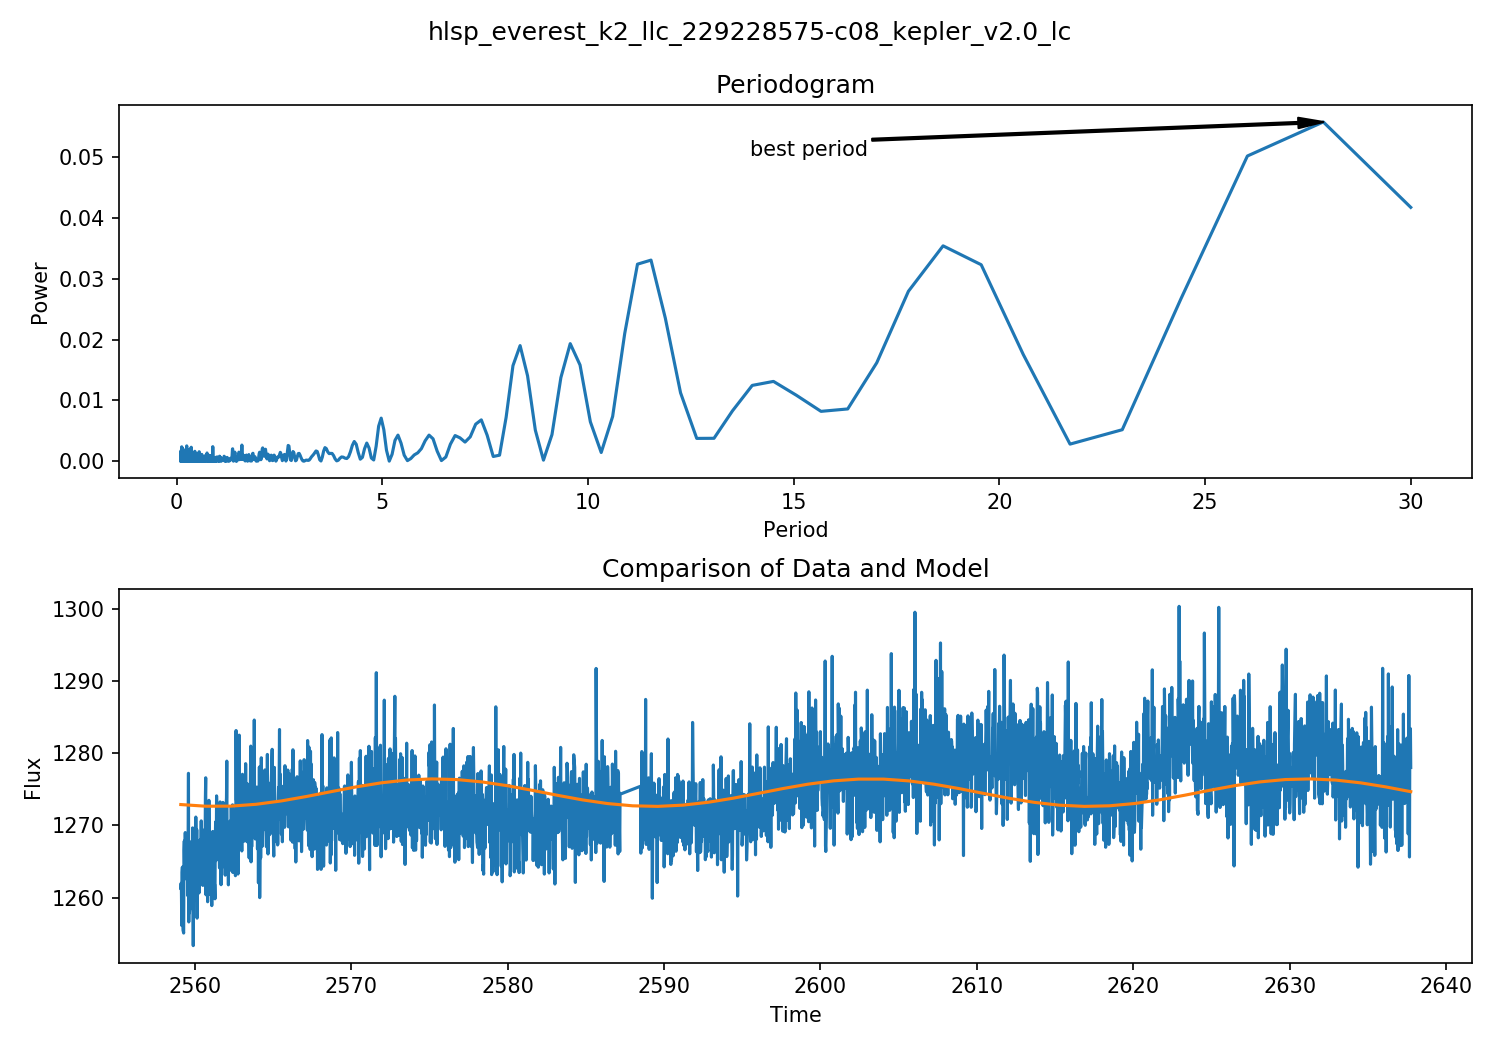 hlsp_everest_k2_llc_229228575-c08_kepler_v2.0_lc
Periodogram
best period
0.05
0.04
0.03
0.02
0.01
0.00
Power
0 5 10 15 20 25 30
Period
Comparison of Data and Model
1300
1290
1280
1270
1260
Flux
2560 2570 2580 2590 2600 2610 2620 2630 2640
Time